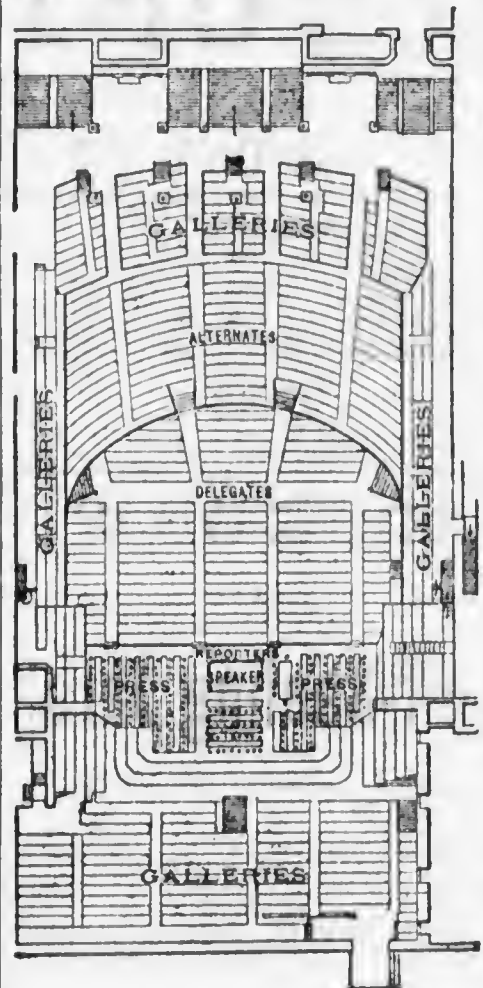 GALLERIES
ALTERNATES
GALLERIES
GALLERIES
DELEGATES
REPORTERS
PRESS
SPEAKER
PRESS
GALLERIES